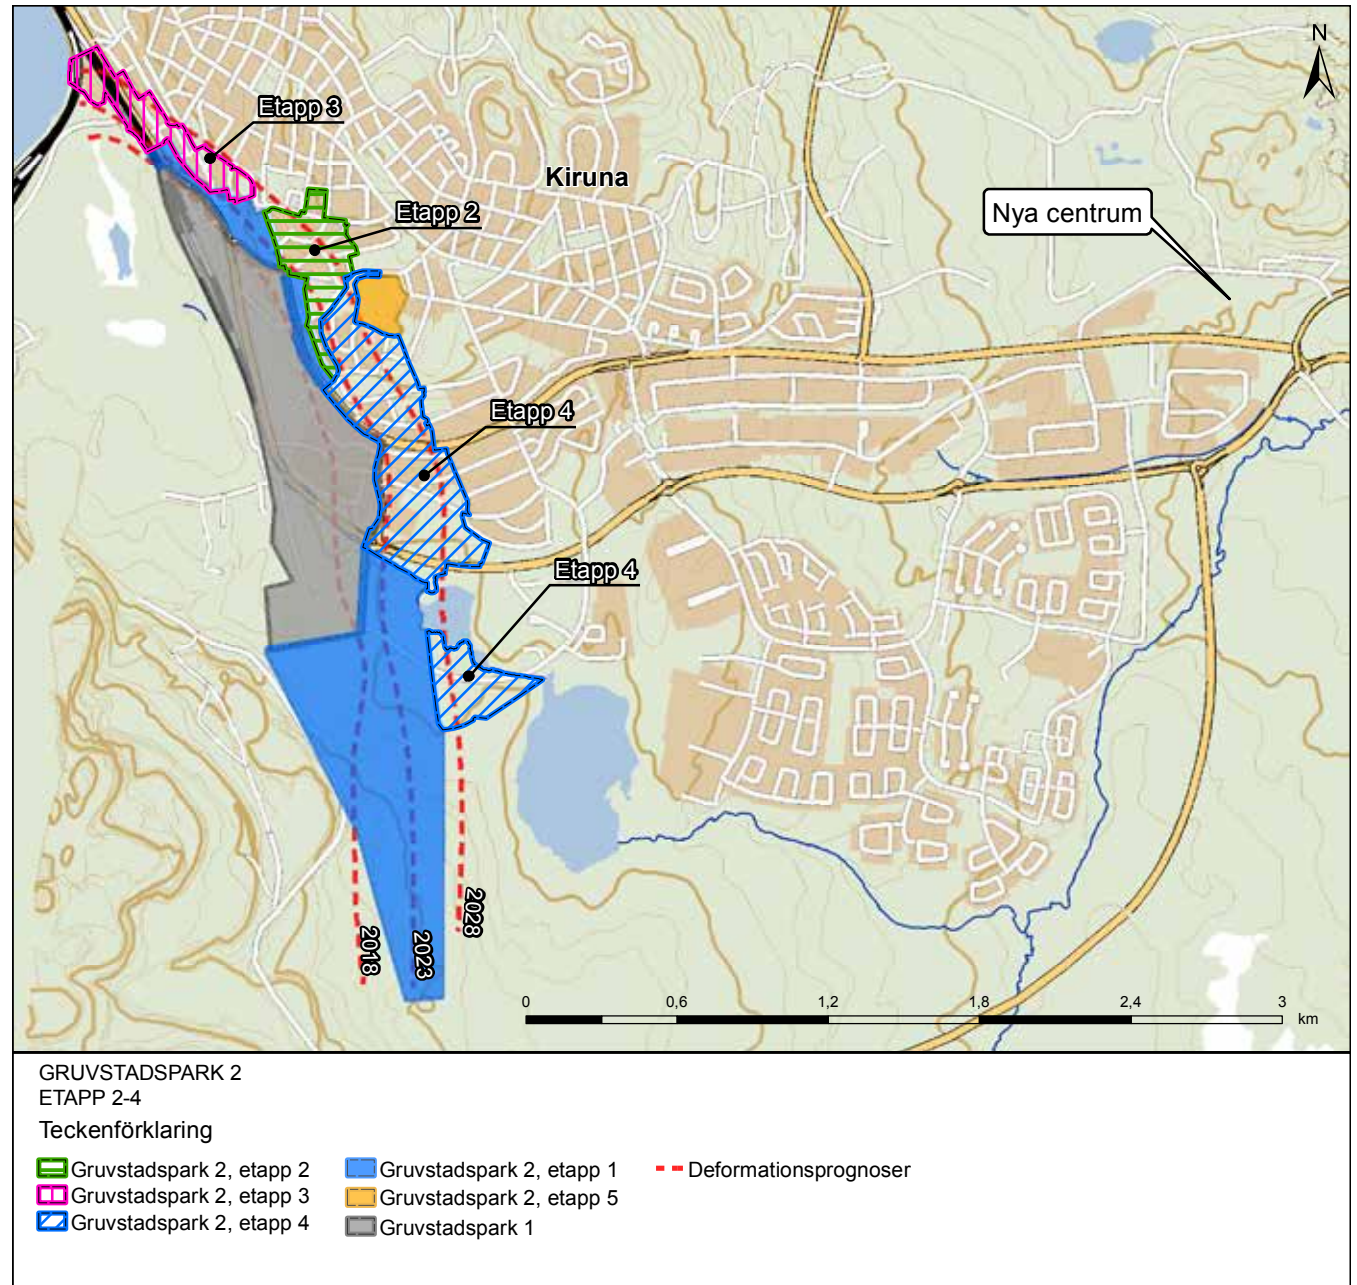 N
Etapp 3
Kiruna
Nya centrum
Etapp 2
Etapp 4
Etapp 4
2018
2023
2028
0 0,6 1,2 1,8 2,4 3
km
GRUVSTADSPARK 2
ETAPP 2-4
Teckenförklaring
Gruvstadspark 2, etapp 2
Gruvstadspark 2, etapp 3
Gruvstadspark 2, etapp 4
Gruvstadspark 2, etapp 1
Gruvstadspark 2, etapp 5
Gruvstadspark 1
Deformationsprognoser